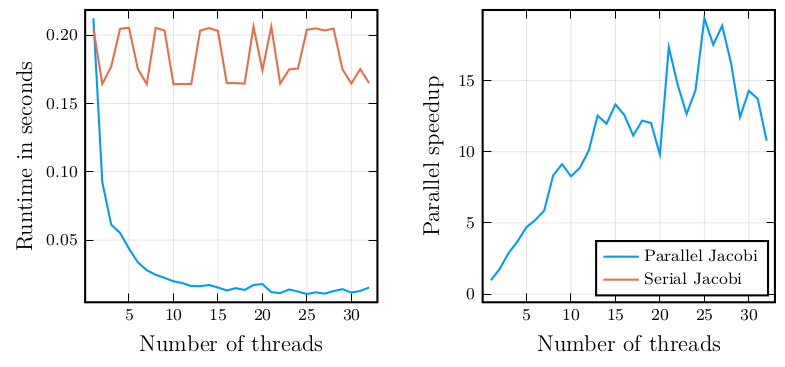 Runtime in seconds
0.20
0.15
0.10
0.05
5 10 15 20 25 30
Number of threads
Parallel speedup
15
10
5
0
5 10 15 20 25 30
Number of threads
Parallel Jacobi
Serial Jacobi